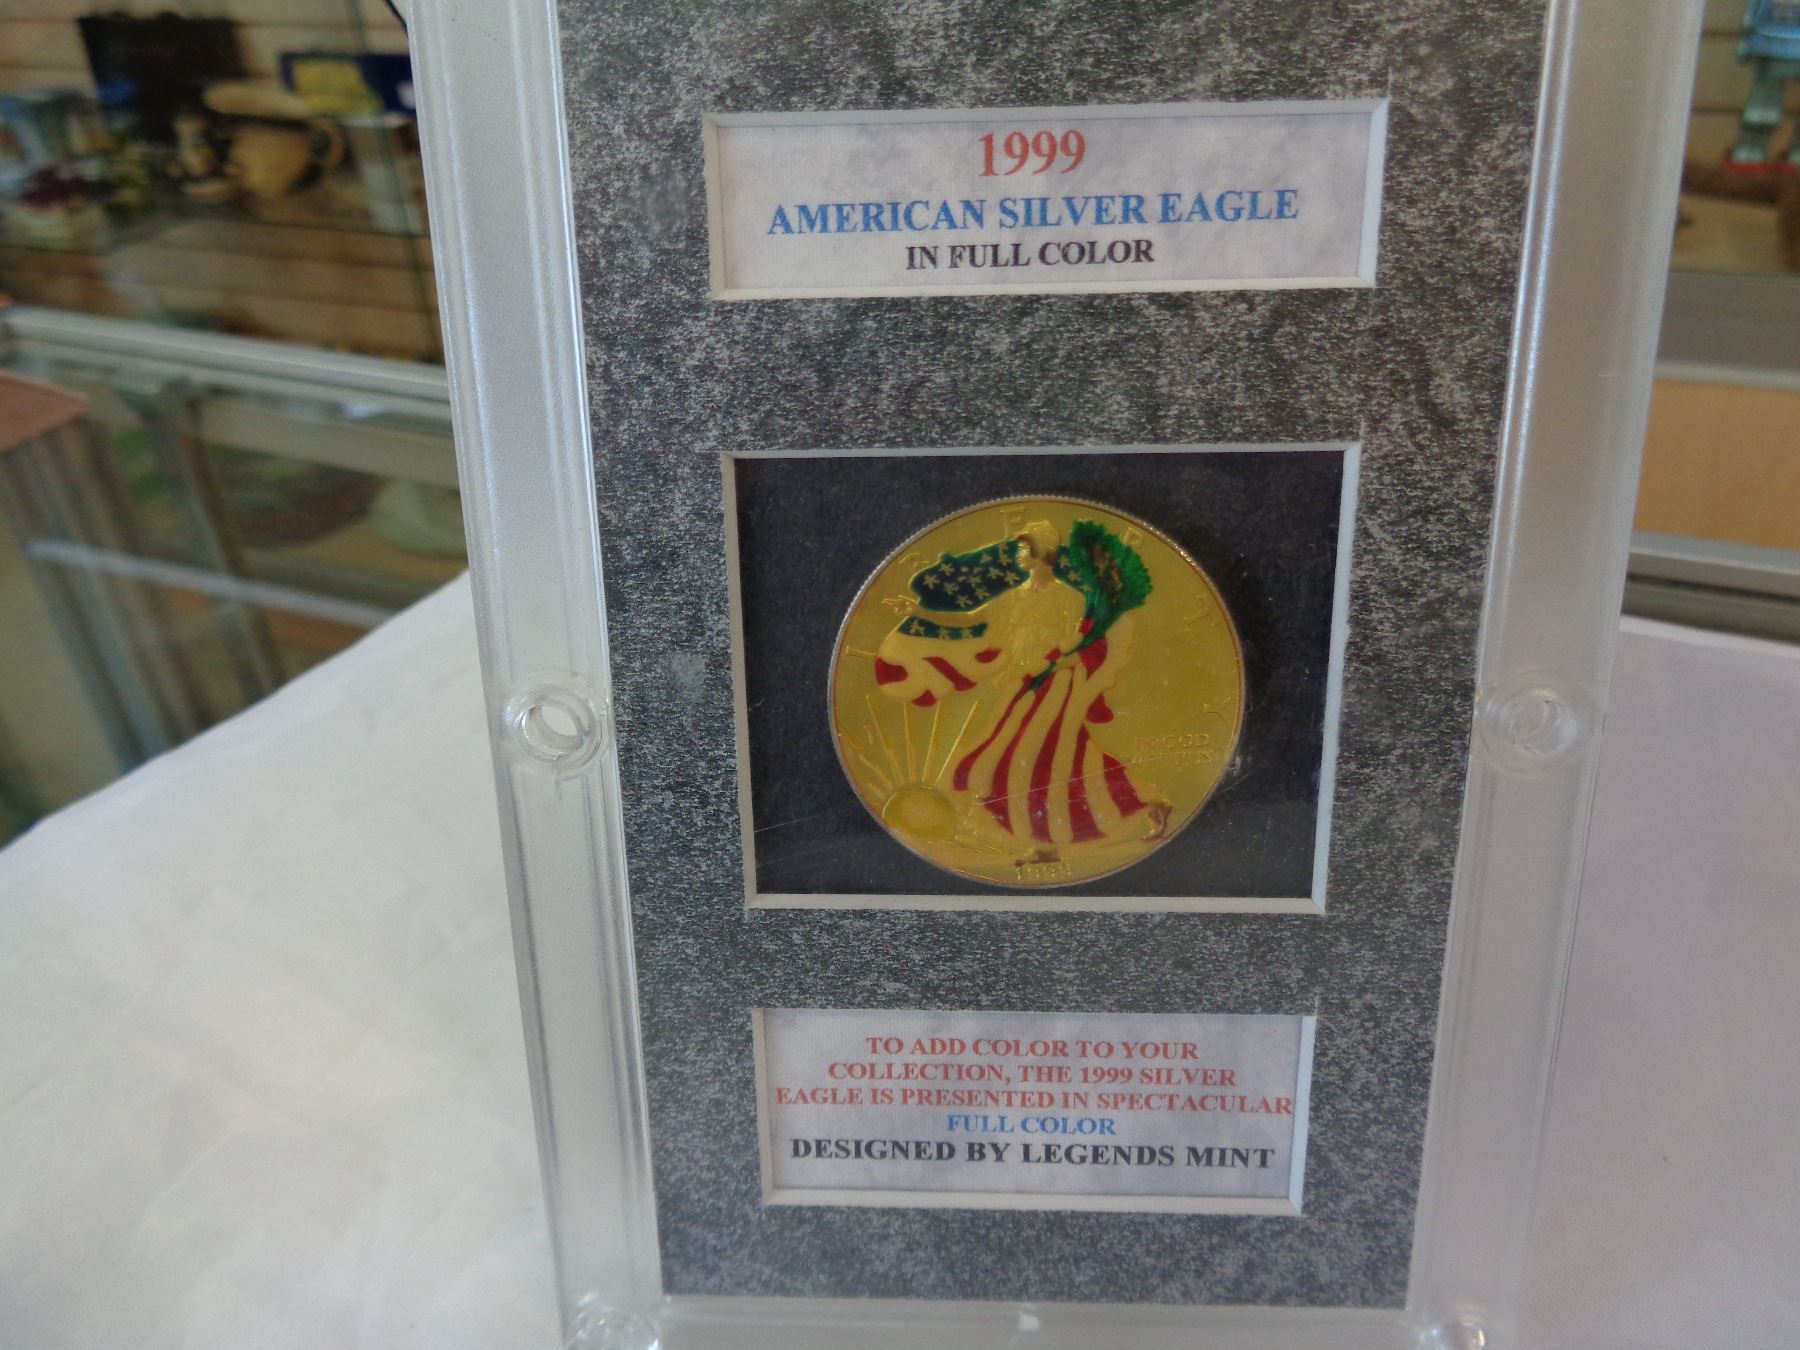 1999
AMERICAN SILVER EAGLE
IN FULL COLOR
LIBERTY
IN GOD
WE TRUST
1999
TO ADD COLOR TO YOUR
COLLECTION, THE 1999 SILVER
EAGLE IS PRESENTED IN SPECTACULAR
FULL COLOR
DESIGNED BY LEGENDS MINT